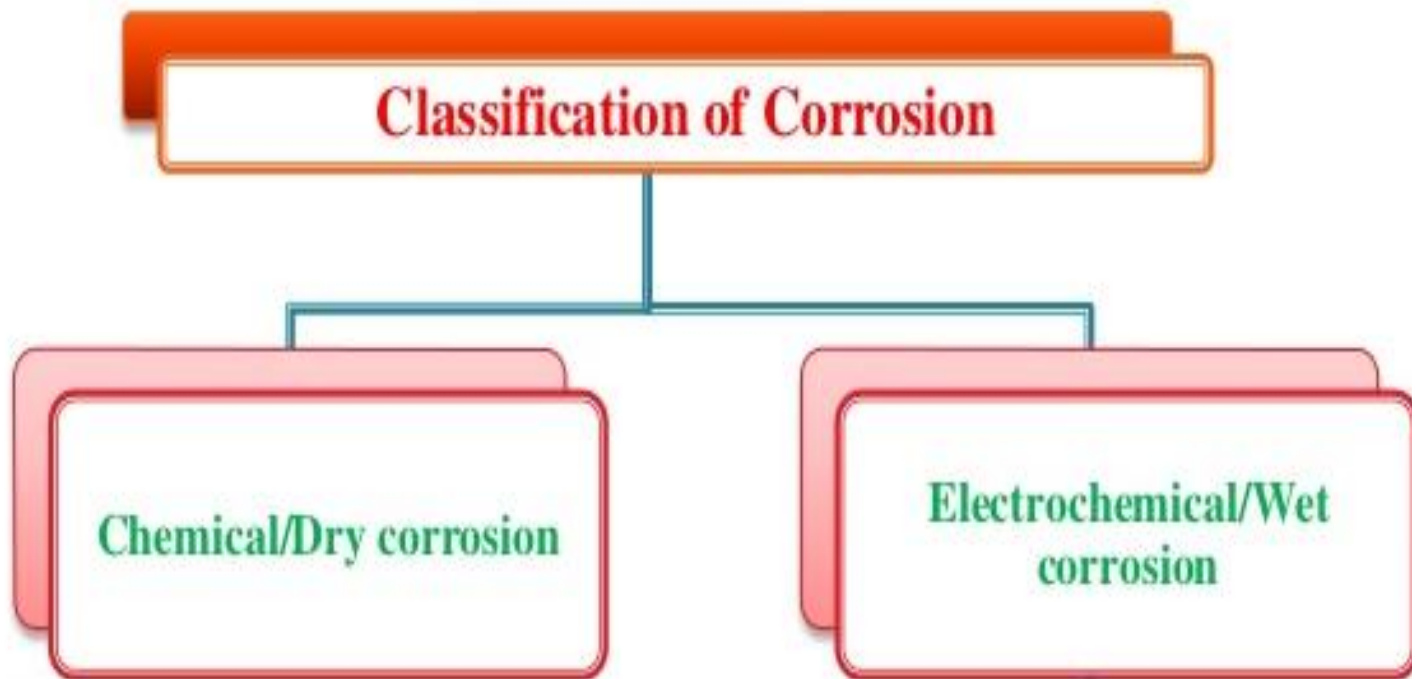 Classification of Corrosion
Chemical/Dry corrosion
Electrochemical/Wet
corrosion